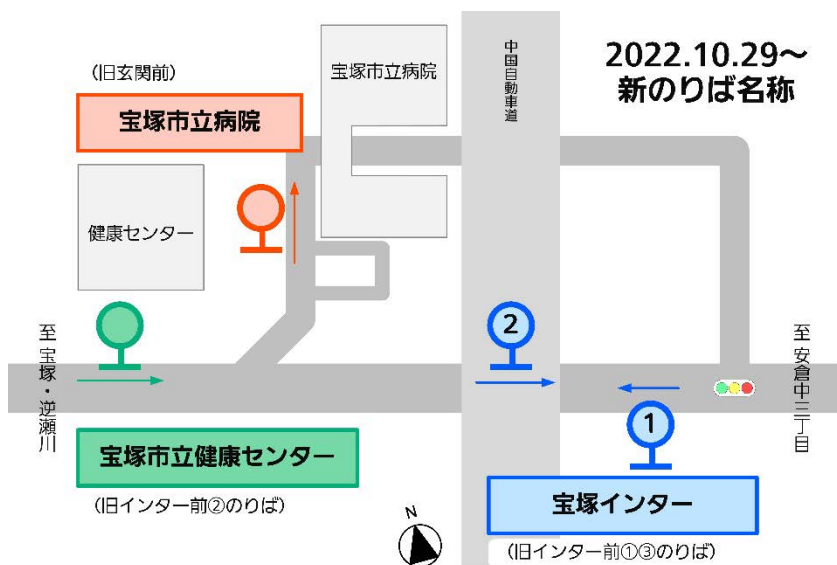 2022.10.29～
新のりば名称
(旧玄関前)
宝塚市立病院
宝塚市立病院
中国自動車道
健康センター
至 宝塚・逆瀬川
2
至 安倉中三丁目
1
宝塚市立健康センター
(旧インター前②のりば)
N
宝塚インター
(旧インター前①③のりば)